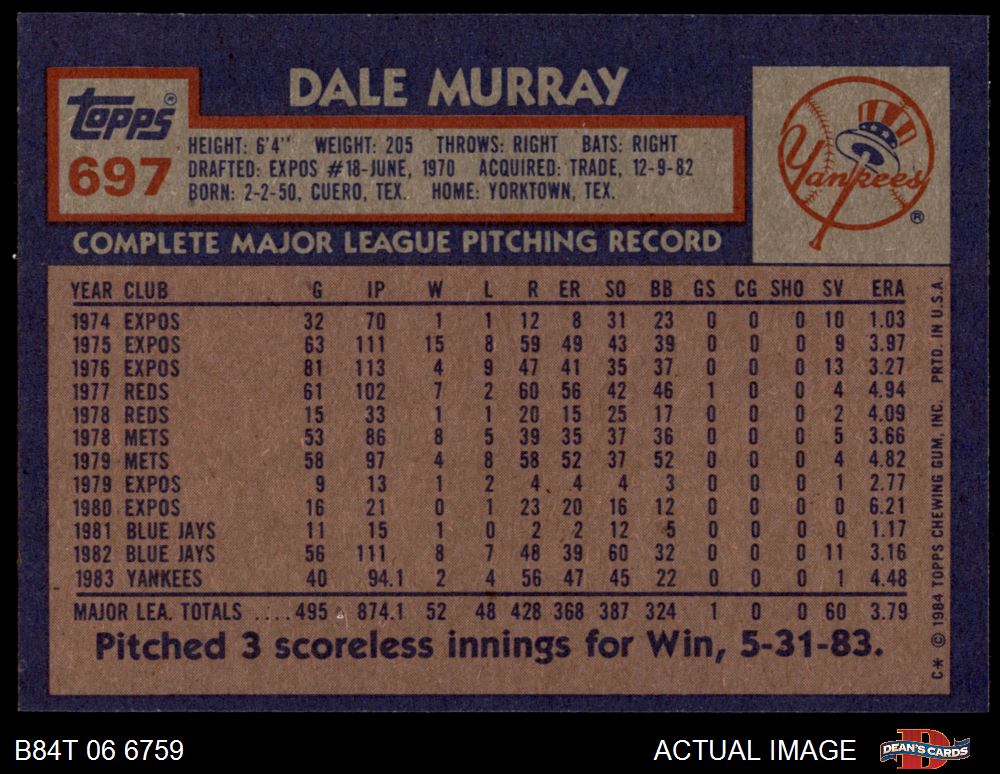 DALE MURRAY
Topps®
697
HEIGHT: 6'4" WEIGHT: 205 THROWS: RIGHT BATS: RIGHT
DRAFTED: EXPOS #18-JUNE, 1970 ACQUIRED: TRADE, 12-9-82
BORN: 2-2-50, CUERO, TEX. HOME: YORKTOWN, TEX.
Yankees ®
COMPLETE MAJOR LEAGUE PITCHING RECORD
YEAR CLUB G IP W L R ER SO BB GS CG SHO SV ERA
1974 EXPOS 32 70 1 1 12 8 31 23 0 0 0 10 1.03
1975 EXPOS 63 111 15 8 59 49 43 39 0 0 0 9 3.97
1976 EXPOS 81 113 4 9 47 41 35 37 0 0 0 13 3.27
1977 REDS 61 102 7 2 60 56 42 46 1 0 0 4 4.94
1978 REDS 15 33 1 1 20 15 25 17 0 0 0 2 4.09
1978 METS 53 86 8 5 39 35 37 36 0 0 0 5 3.66
1979 METS 58 97 4 8 58 52 37 52 0 0 0 4 4.82
1979 EXPOS 9 13 1 2 4 4 4 3 0 0 0 1 2.77
1980 EXPOS 16 21 0 1 23 20 16 12 0 0 0 0 6.21
1981 BLUE JAYS 11 15 1 0 2 2 12 5 0 0 0 0 1.17
1982 BLUE JAYS 56 111 8 7 48 39 60 32 0 0 0 11 3.16
1983 YANKEES 40 94.1 2 4 56 47 45 22 0 0 0 1 4.48
MAJOR LEA. TOTALS .... 495 874.1 52 48 428 368 387 324 1 0 0 60 3.79
Pitched 3 scoreless innings for Win, 5-31-83.
C* © 1984 TOPPS CHEWING GUM, INC. PRTD. IN U.S.A.
B84T 06 6759
ACTUAL IMAGE
DEAN'S CARDS